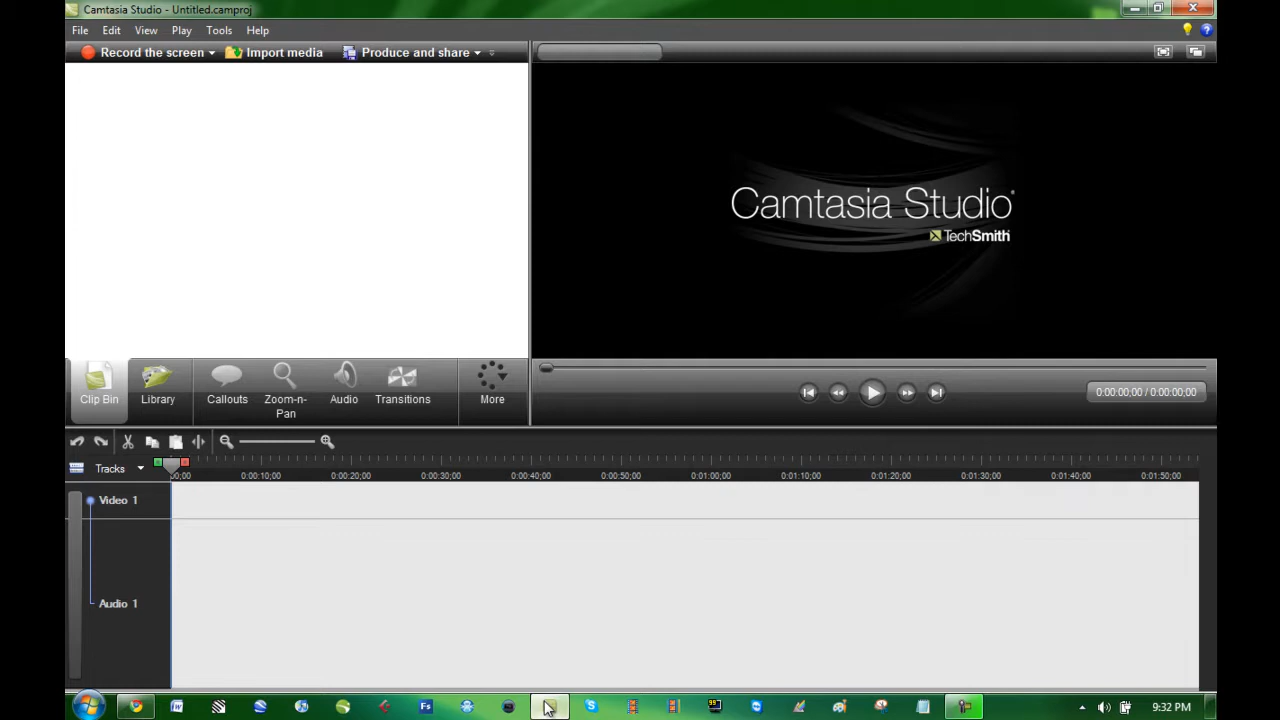 Camtasia Studio - Untitled.camproj
File Edit View Play Tools Help
Record the screen Import media Produce and share
Camtasia Studio®
TechSmith
Clip Bin Library Callouts Zoom-n-Pan Audio Transitions More
0:00:00;00 / 0:00:00;00
Tracks
00;00 0:00:10;00 0:00:20;00 0:00:30;00 0:00:40;00 0:00:50;00 0:01:00;00 0:01:10;00 0:01:20;00 0:01:30;00 0:01:40;00 0:01:50;00
Video 1
Audio 1
Fs 99 9:32 PM